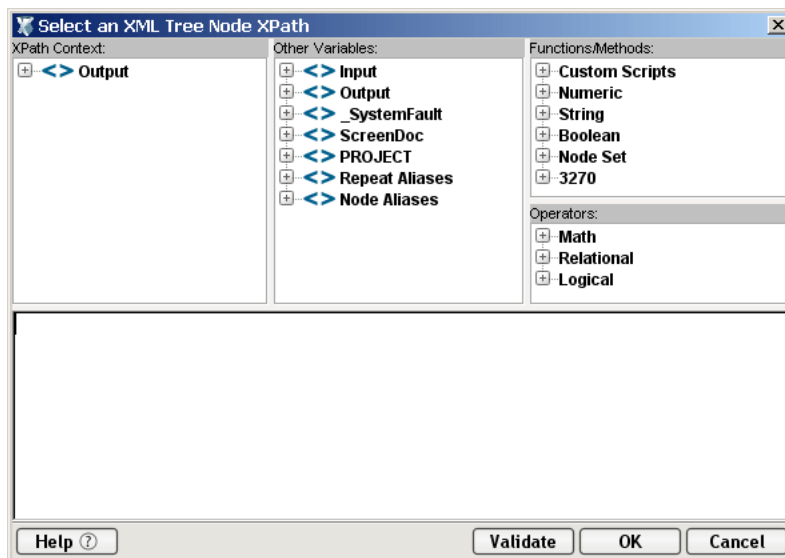 Select an XML Tree Node XPath
XPath Context:
<> Output
Other Variables:
<> Input
<> Output
<> _SystemFault
<> ScreenDoc
<> PROJECT
<> Repeat Aliases
<> Node Aliases
Functions/Methods:
Custom Scripts
Numeric
String
Boolean
Node Set
3270
Operators:
Math
Relational
Logical
Help ?
Validate
OK
Cancel